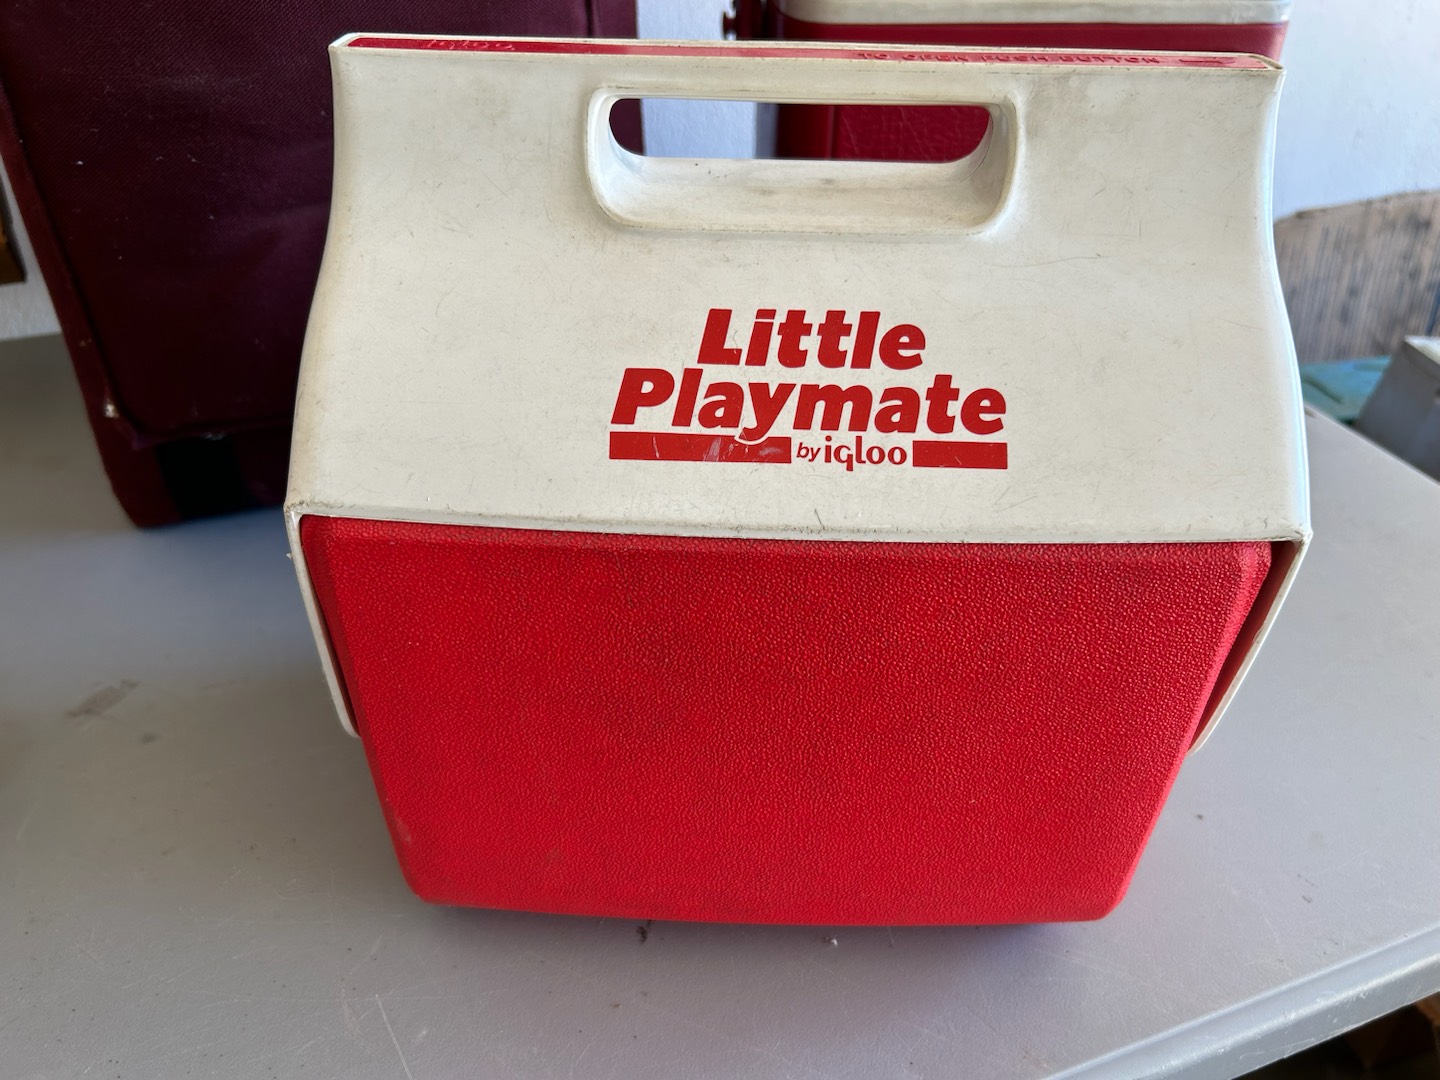 igloo
TO OPEN PUSH BUTTON
Little
Playmate
by igloo